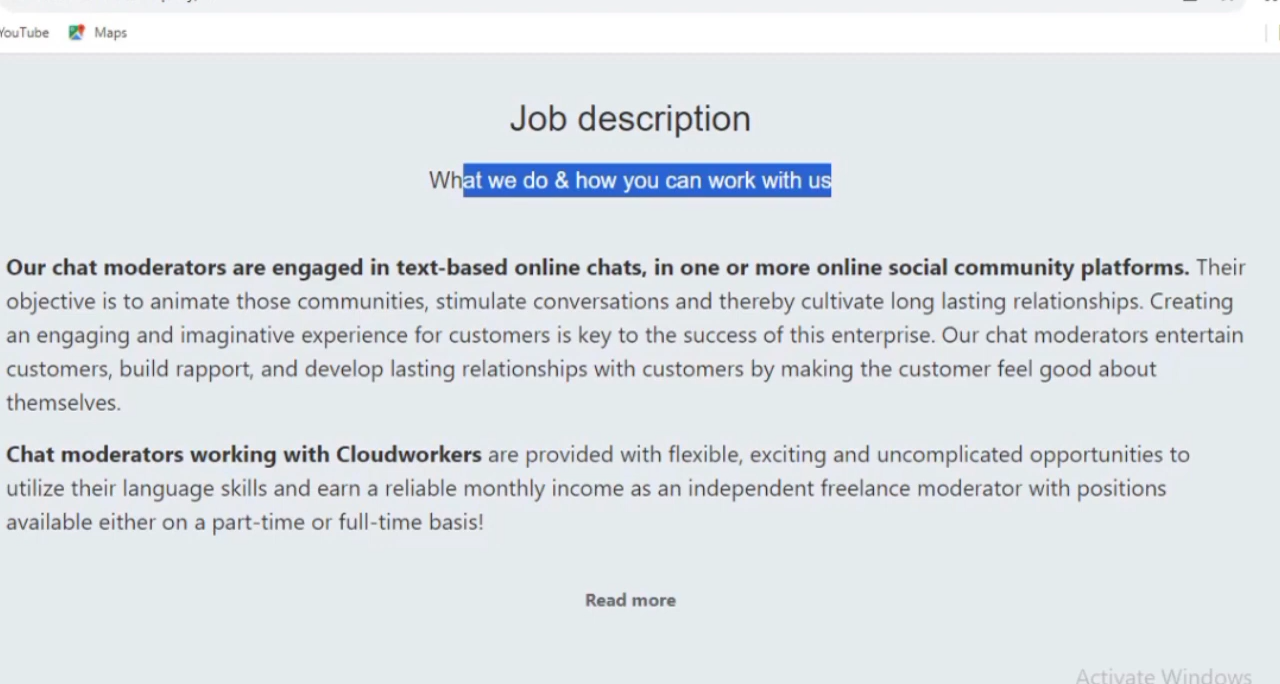 YouTube Maps
Job description
What we do & how you can work with us
Our chat moderators are engaged in text-based online chats, in one or more online social community platforms. Their
objective is to animate those communities, stimulate conversations and thereby cultivate long lasting relationships. Creating
an engaging and imaginative experience for customers is key to the success of this enterprise. Our chat moderators entertain
customers, build rapport, and develop lasting relationships with customers by making the customer feel good about
themselves.
Chat moderators working with Cloudworkers are provided with flexible, exciting and uncomplicated opportunities to
utilize their language skills and earn a reliable monthly income as an independent freelance moderator with positions
available either on a part-time or full-time basis!
Read more
Activate Windows